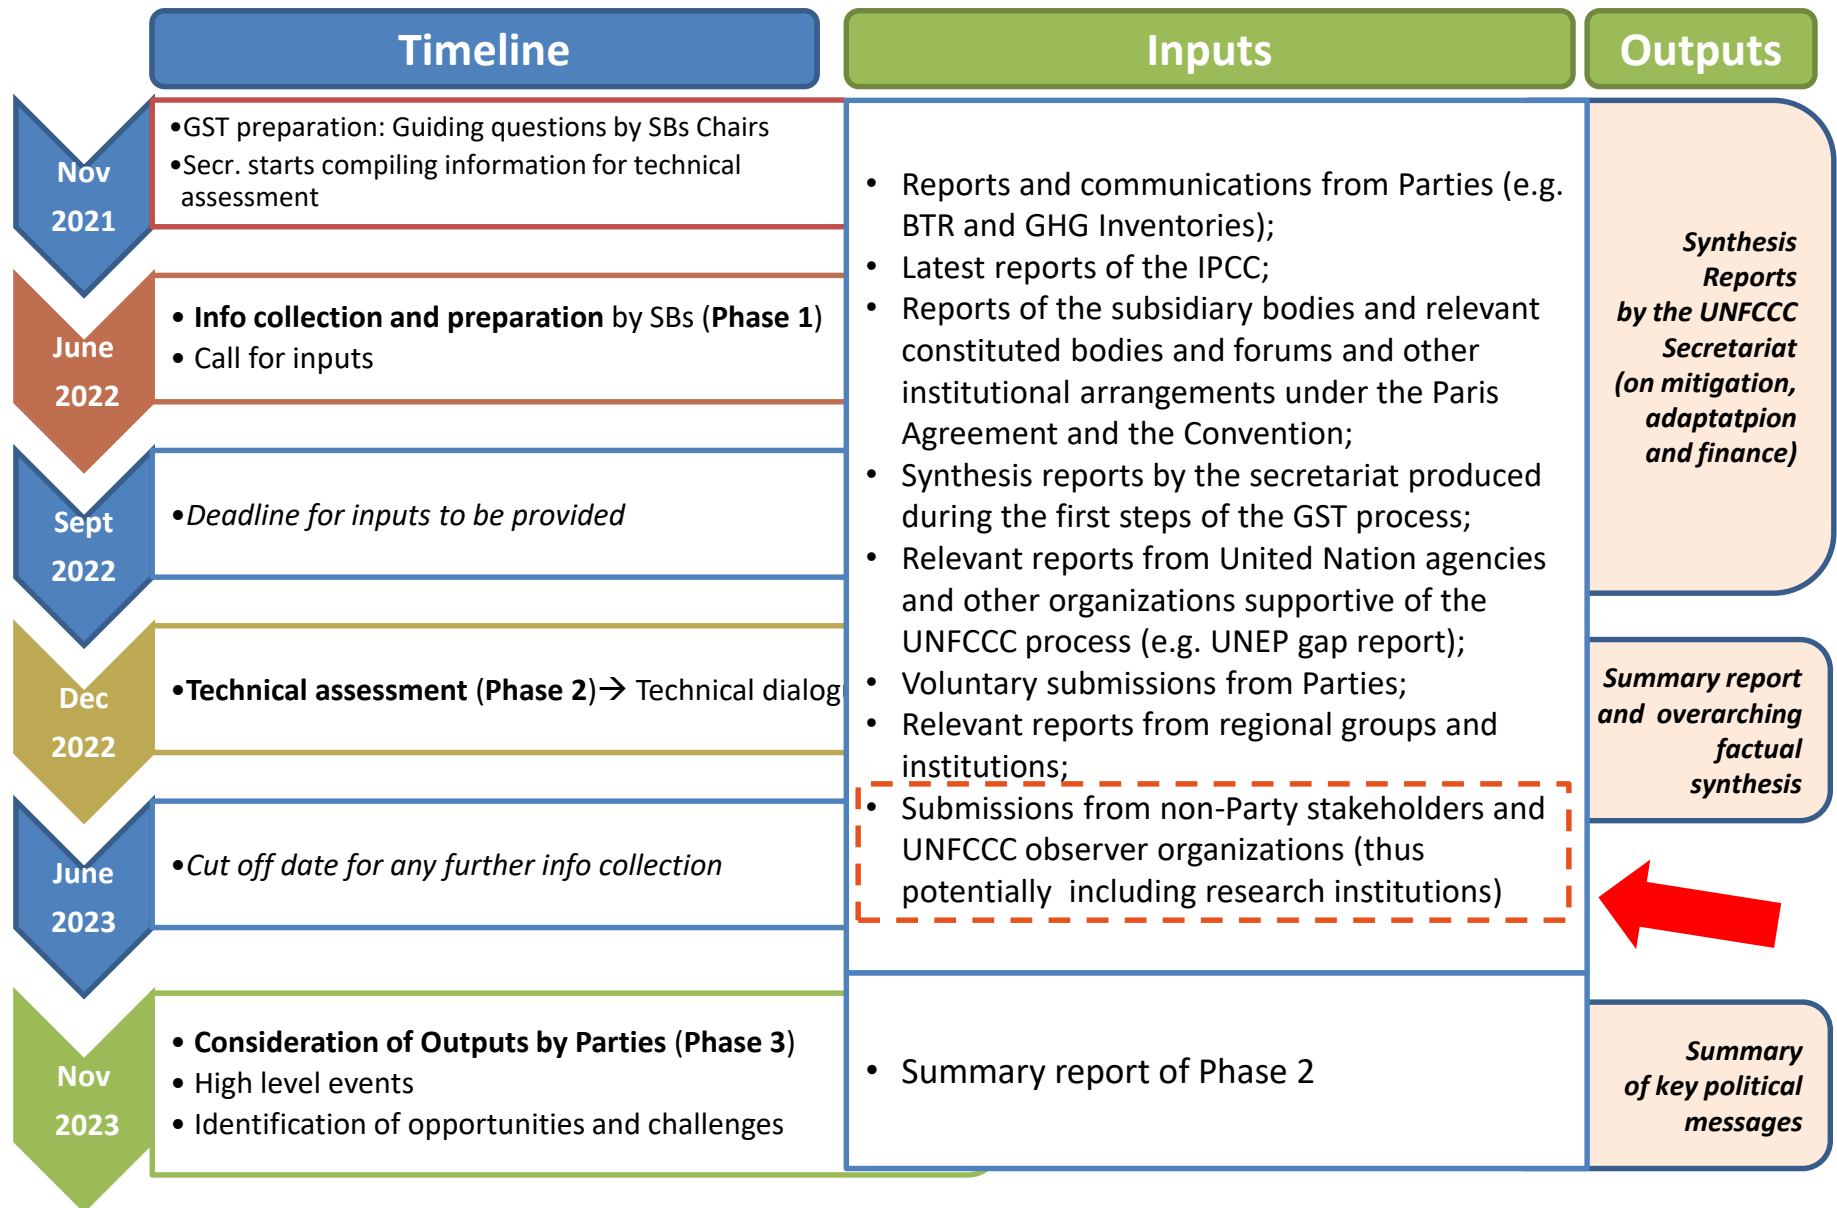 Timeline
Inputs
Outputs
Nov
2021
•GST preparation: Guiding questions by SBs Chairs
•Secr. starts compiling information for technical
assessment
June
2022
• Info collection and preparation by SBs (Phase 1)
• Call for inputs
Sept
2022
•Deadline for inputs to be provided
Dec
2022
•Technical assessment (Phase 2)→ Technical dialog
June
2023
•Cut off date for any further info collection
Nov
2023
• Consideration of Outputs by Parties (Phase 3)
• High level events
• Identification of opportunities and challenges
• Reports and communications from Parties (e.g.
BTR and GHG Inventories);
• Latest reports of the IPCC;
• Reports of the subsidiary bodies and relevant
constituted bodies and forums and other
institutional arrangements under the Paris
Agreement and the Convention;
• Synthesis reports by the secretariat produced
during the first steps of the GST process;
• Relevant reports from United Nation agencies
and other organizations supportive of the
UNFCCC process (e.g. UNEP gap report);
• Voluntary submissions from Parties;
• Relevant reports from regional groups and
institutions;
• Submissions from non-Party stakeholders and
UNFCCC observer organizations (thus
potentially including research institutions)
• Summary report of Phase 2
Synthesis
Reports
by the UNFCCC
Secretariat
(on mitigation,
adaptatpion
and finance)
Summary report
and overarching
factual
synthesis
Summary
of key political
messages